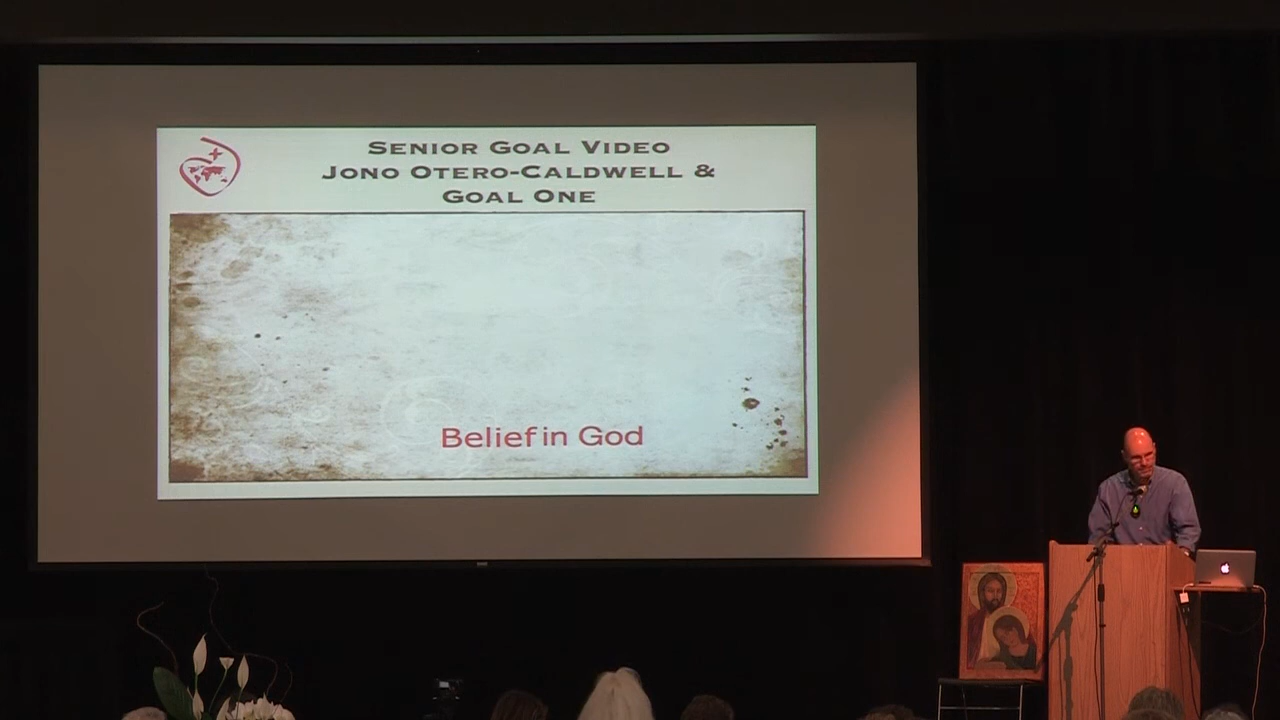 SENIOR GOAL VIDEO
JONO OTERO-CALDWELL &
GOAL ONE
Belief in God